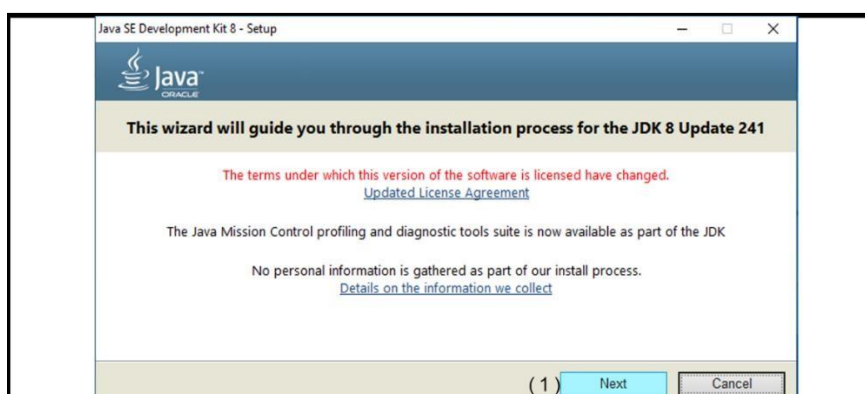 Java SE Development Kit 8 - Setup
Java™
ORACLE
This wizard will guide you through the installation process for the JDK 8 Update 241
The terms under which this version of the software is licensed have changed.
Updated License Agreement
The Java Mission Control profiling and diagnostic tools suite is now available as part of the JDK
No personal information is gathered as part of our install process.
Details on the information we collect
( 1 ) Next Cancel